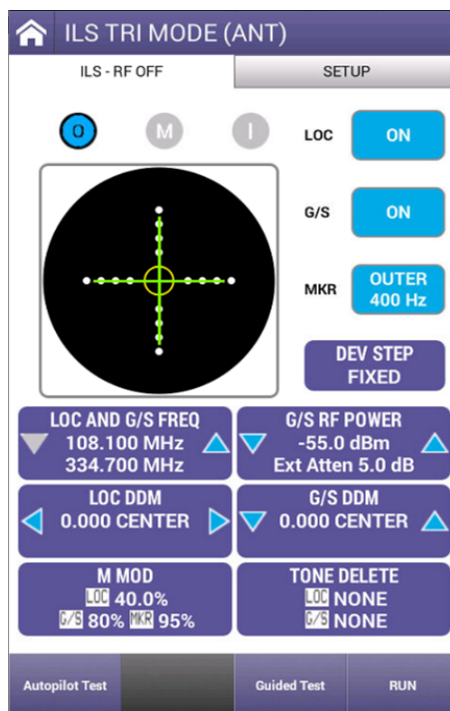 ILS TRI MODE (ANT)
ILS - RF OFF
SETUP
O
M
I
LOC
ON
G/S
ON
MKR
OUTER
400 Hz
DEV STEP
FIXED
LOC AND G/S FREQ
108.100 MHz
334.700 MHz
G/S RF POWER
-55.0 dBm
Ext Atten 5.0 dB
LOC DDM
0.000 CENTER
G/S DDM
0.000 CENTER
M MOD
LOC 40.0%
G/S 80% MKR 95%
TONE DELETE
LOC NONE
G/S NONE
Autopilot Test
Guided Test
RUN